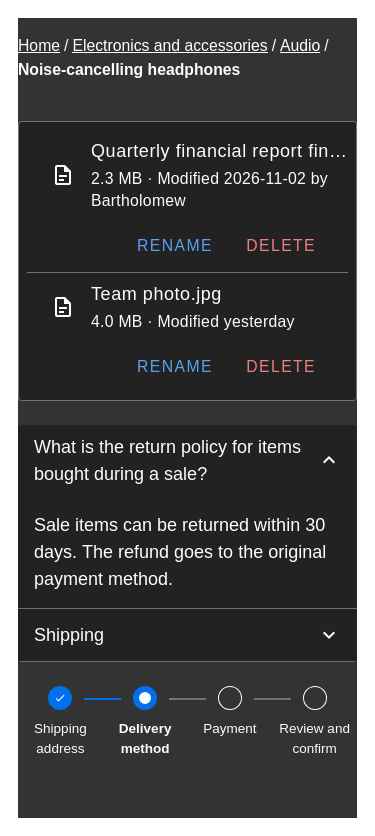 Home / Electronics and accessories / Audio /
Noise-cancelling headphones
Quarterly financial report fin…
2.3 MB · Modified 2026-11-02 by
Bartholomew
RENAME DELETE
Team photo.jpg
4.0 MB · Modified yesterday
RENAME DELETE
What is the return policy for items
bought during a sale?
Sale items can be returned within 30
days. The refund goes to the original
payment method.
Shipping
Shipping address
Delivery method
Payment
Review and confirm